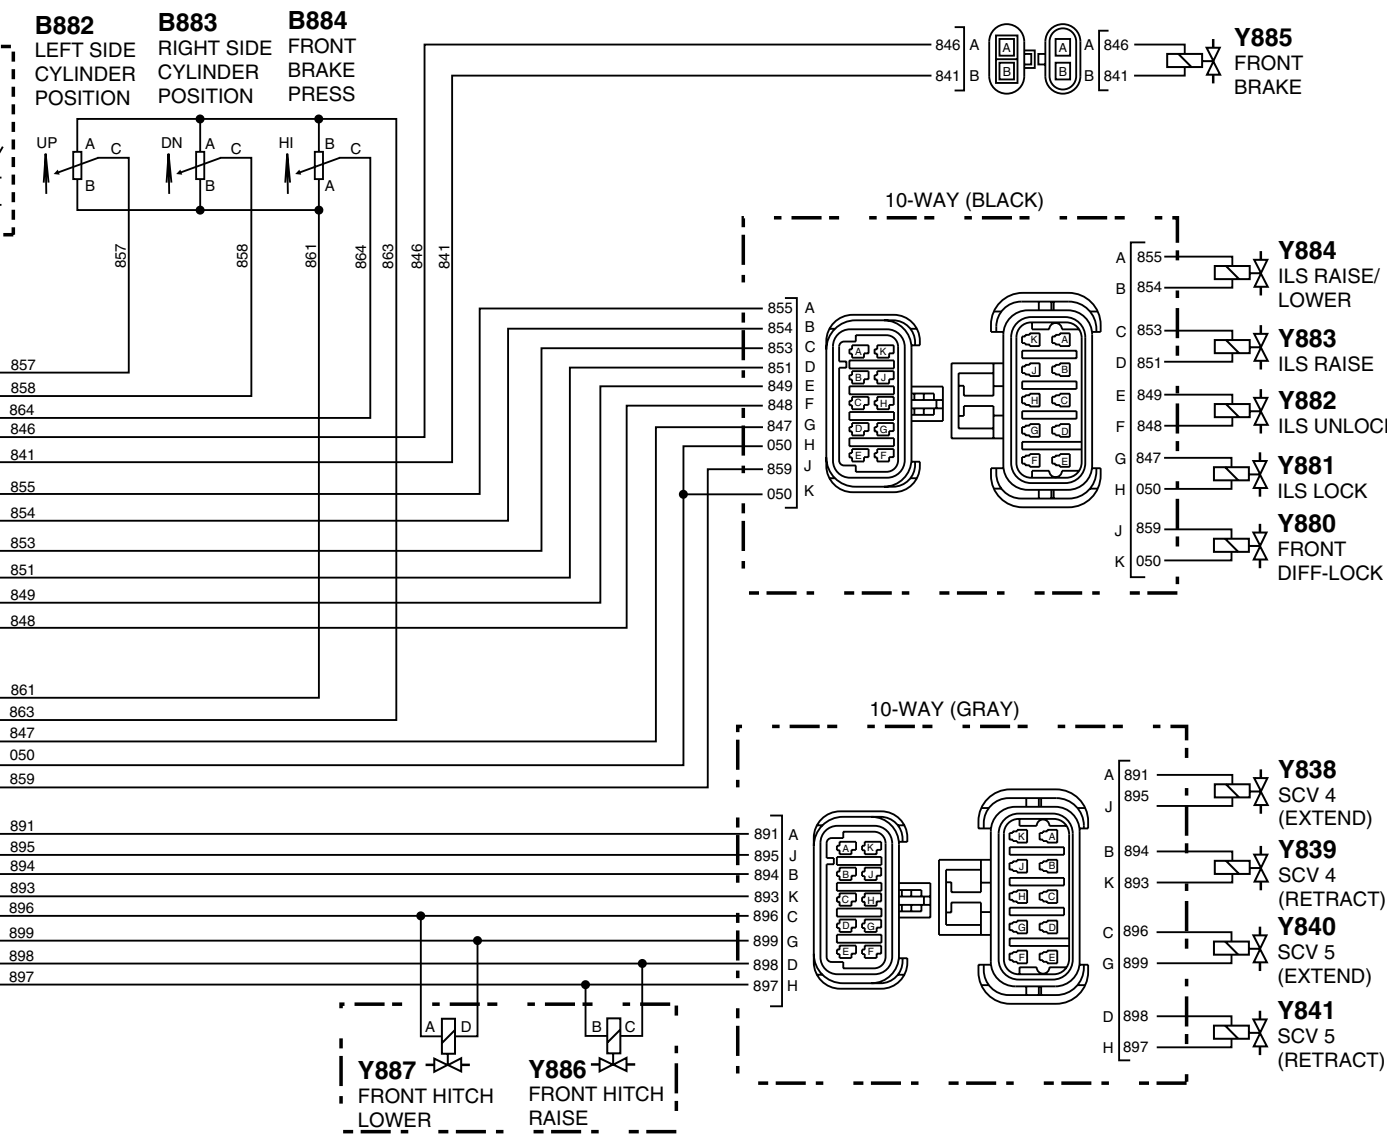 B882
LEFT SIDE
CYLINDER
POSITION
B883
RIGHT SIDE
CYLINDER
POSITION
B884
FRONT
BRAKE
PRESS
UP
A
C
B
DN
A
C
B
HI
B
C
A
857
858
861
864
863
846
841
846 A
841 B
A
B
A
B
A 846
B 841
Y885
FRONT
BRAKE
10-WAY (BLACK)
855 A
854 B
853 C
851 D
849 E
848 F
847 G
050 H
859 J
050 K
A K
B J
C H
D G
E F
K A
J B
H C
G D
F E
A 855
B 854
C 853
D 851
E 849
F 848
G 847
H 050
J 859
K 050
Y884
ILS RAISE/
LOWER
Y883
ILS RAISE
Y882
ILS UNLOCK
Y881
ILS LOCK
Y880
FRONT
DIFF-LOCK
857
858
864
846
841
855
854
853
851
849
848
861
863
847
050
859
891
895
894
893
896
899
898
897
10-WAY (GRAY)
891 A
895 J
894 B
893 K
896 C
899 G
898 D
897 H
A K
B J
C H
D G
E F
K A
J B
H C
G D
F E
A 891
J 895
B 894
K 893
C 896
G 899
D 898
H 897
Y838
SCV 4
(EXTEND)
Y839
SCV 4
(RETRACT)
Y840
SCV 5
(EXTEND)
Y841
SCV 5
(RETRACT)
A D
Y887
FRONT HITCH
LOWER
B C
Y886
FRONT HITCH
RAISE